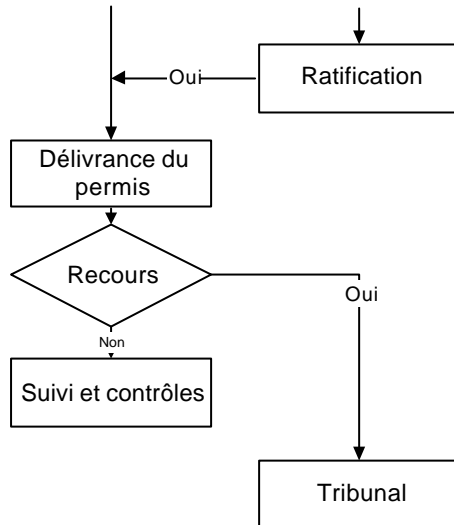 Oui
Ratification
Délivrance du
permis
Recours
Oui
Non
Suivi et contrôles
Tribunal